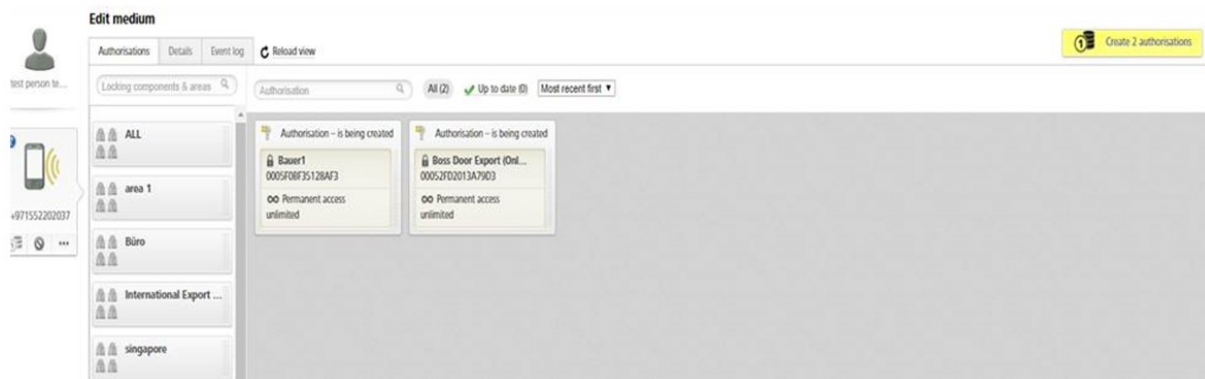 Edit medium
Authorisations Details Event log Reload view
1 Create 2 authorisations
test person te...
Locking components & areas
Authorisation All (2) Up to date (0) Most recent first
+971552202037
ALL
area 1
Büro
International Export ...
singapore
Authorisation – is being created
Bauer1
0005F0BF35128AF3
Permanent access
unlimited
Authorisation – is being created
Boss Door Export (Onl...
00052FD2013A79D3
Permanent access
unlimited